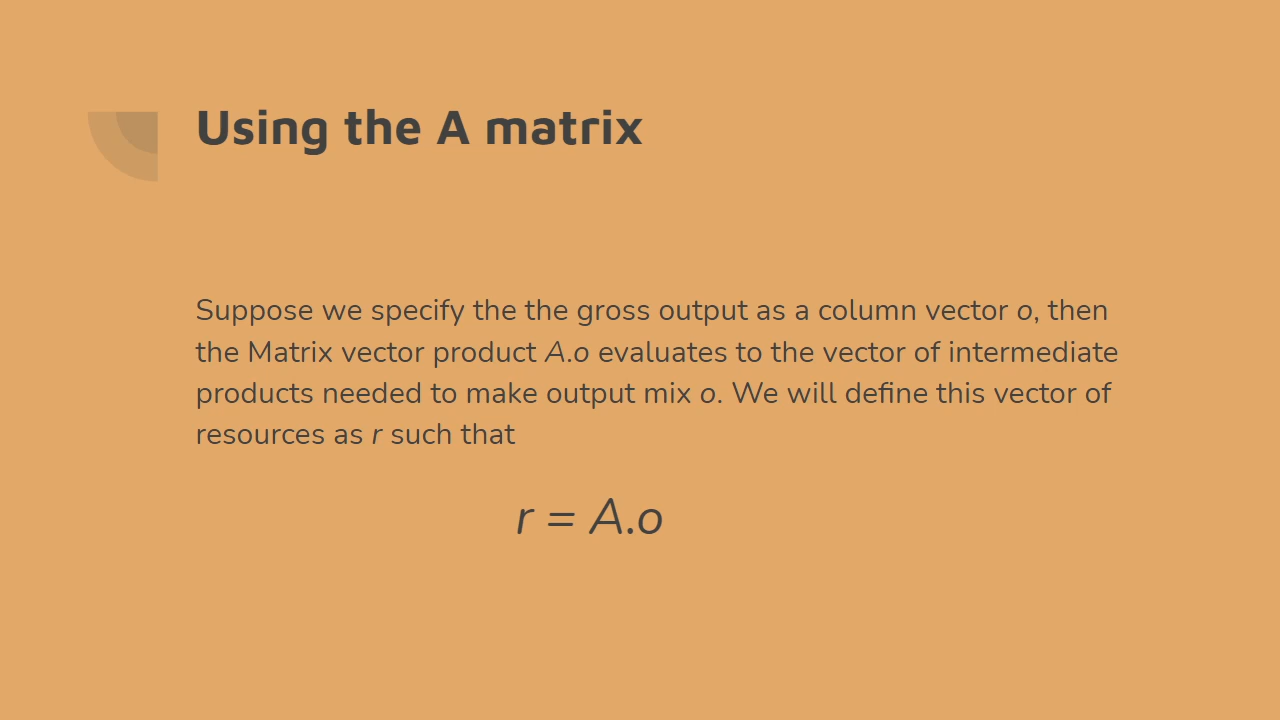 Using the A matrix
Suppose we specify the the gross output as a column vector o, then
the Matrix vector product A.o evaluates to the vector of intermediate
products needed to make output mix o. We will define this vector of
resources as r such that
r = A.o